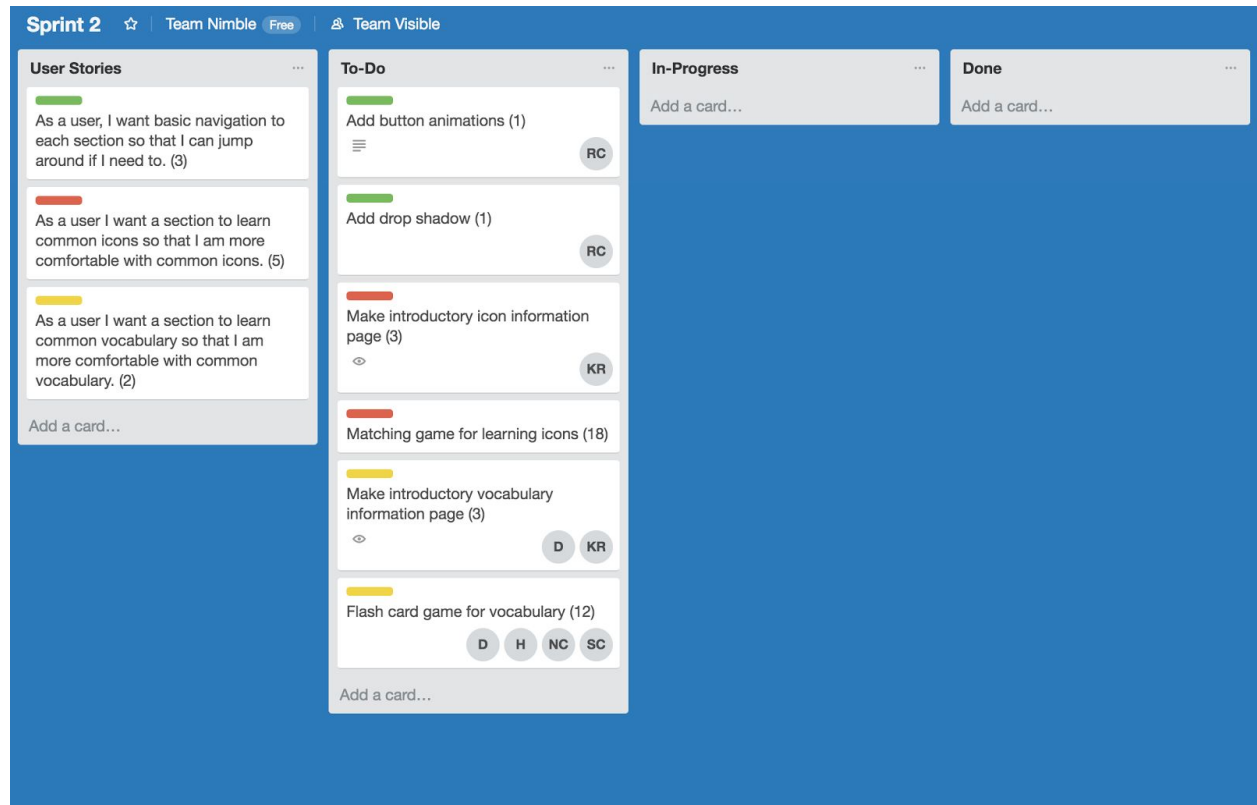 Sprint 2 Team Nimble Free Team Visible
User Stories
As a user, I want basic navigation to
each section so that I can jump
around if I need to. (3)
As a user I want a section to learn
common icons so that I am more
comfortable with common icons. (5)
As a user I want a section to learn
common vocabulary so that I am
more comfortable with common
vocabulary. (2)
Add a card…
To-Do
Add button animations (1)
RC
Add drop shadow (1)
RC
Make introductory icon information
page (3)
KR
Matching game for learning icons (18)
Make introductory vocabulary
information page (3)
D KR
Flash card game for vocabulary (12)
D H NC SC
Add a card…
In-Progress
Add a card…
Done
Add a card…